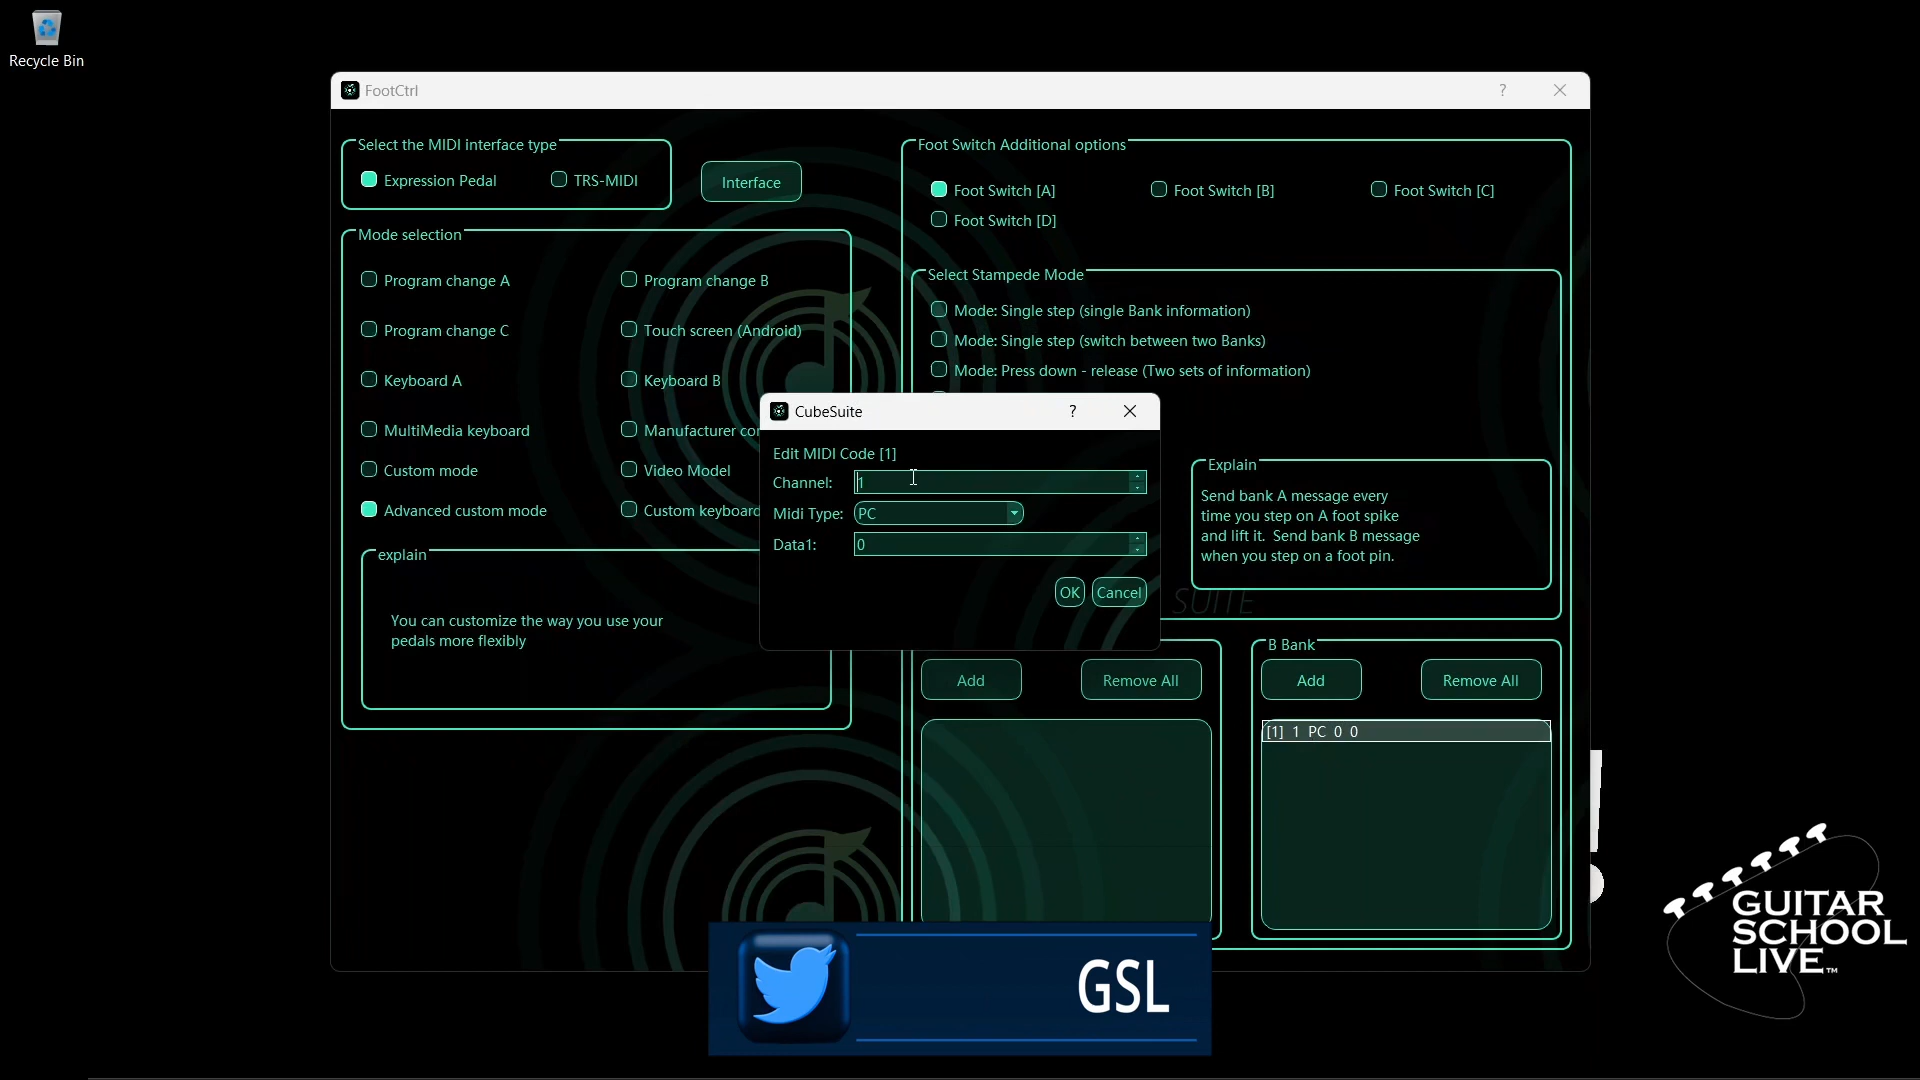 Recycle Bin
FootCtrl
?
Select the MIDI interface type
Expression Pedal
TRS-MIDI
Interface
Mode selection
Program change A
Program change B
Program change C
Touch screen (Android)
Keyboard A
Keyboard B
MultiMedia keyboard
Manufacturer
Custom mode
Video Model
Advanced custom mode
Custom keyboard
explain
You can customize the way you use your
pedals more flexibly
Foot Switch Additional options
Foot Switch [A]
Foot Switch [B]
Foot Switch [C]
Foot Switch [D]
Select Stampede Mode
Mode: Single step (single Bank information)
Mode: Single step (switch between two Banks)
Mode: Press down - release (Two sets of information)
CubeSuite
?
Edit MIDI Code [1]
Channel: 1
Midi Type: PC
Data1: 0
OK
Cancel
Explain
Send bank A message every
time you step on A foot spike
and lift it. Send bank B message
when you step on a foot pin.
SUITE
Add
Remove All
B Bank
Add
Remove All
[1] 1 PC 0 0
GSL
GUITAR
SCHOOL
LIVE™